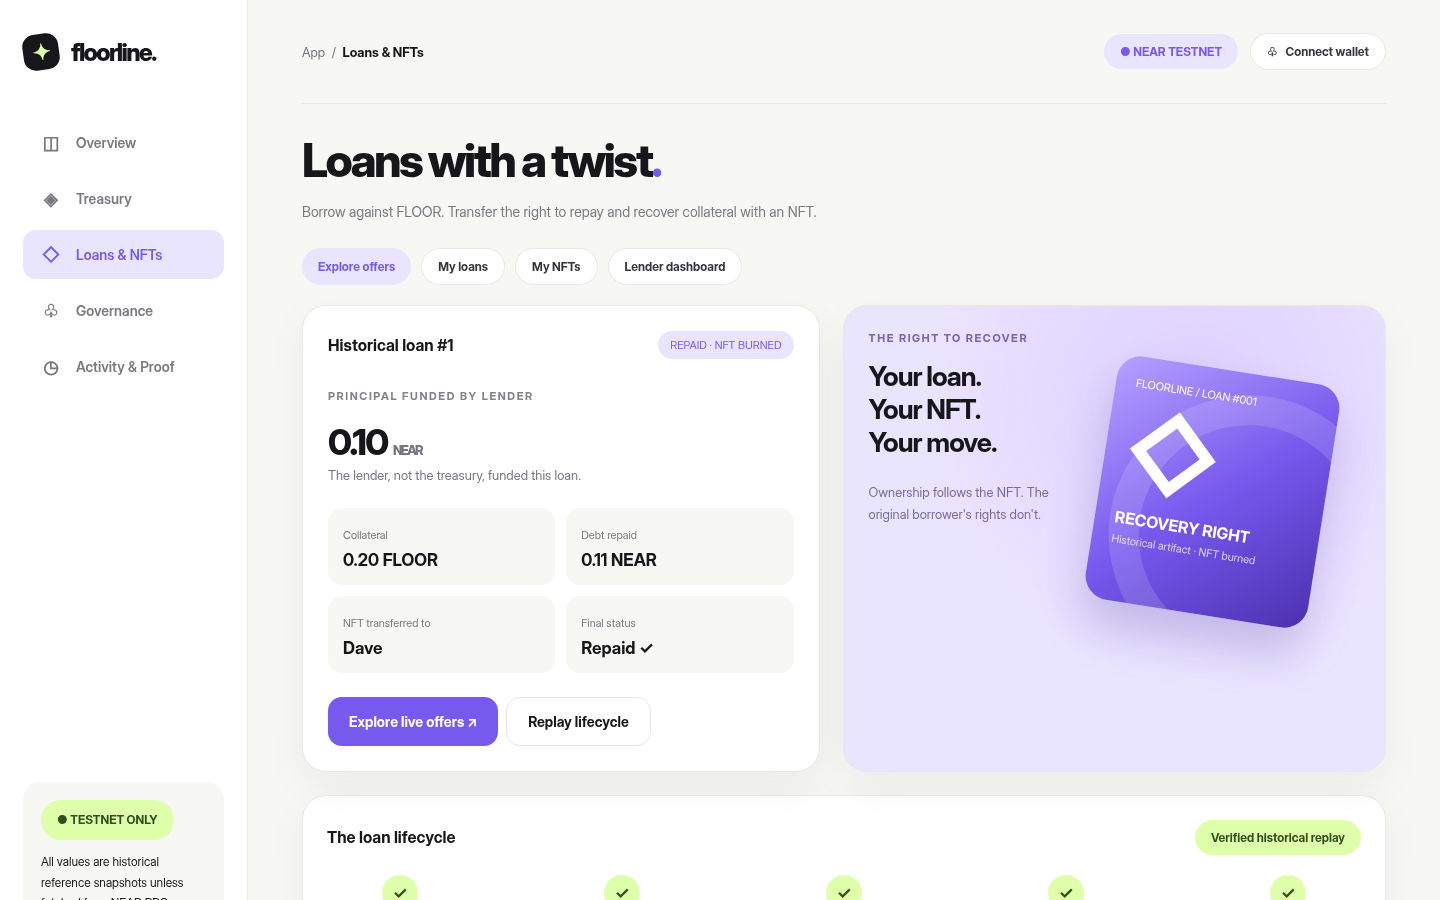 floorline.
Overview
Treasury
Loans & NFTs
Governance
Activity & Proof
TESTNET ONLY
All values are historical
reference snapshots unless
App / Loans & NFTs
NEAR TESTNET
Connect wallet
Loans with a twist.
Borrow against FLOOR. Transfer the right to repay and recover collateral with an NFT.
Explore offers
My loans
My NFTs
Lender dashboard
Historical loan #1
REPAID · NFT BURNED
PRINCIPAL FUNDED BY LENDER
0.10 NEAR
The lender, not the treasury, funded this loan.
Collateral
0.20 FLOOR
Debt repaid
0.11 NEAR
NFT transferred to
Dave
Final status
Repaid ✓
Explore live offers ↗
Replay lifecycle
THE RIGHT TO RECOVER
Your loan.
Your NFT.
Your move.
Ownership follows the NFT. The
original borrower's rights don't.
FLOORLINE / LOAN #001
RECOVERY RIGHT
Historical artifact · NFT burned
The loan lifecycle
Verified historical replay